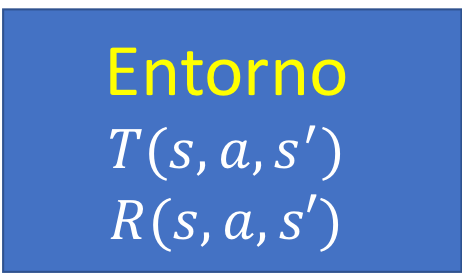 Entorno
T(s, a, s′)
R(s, a, s′)